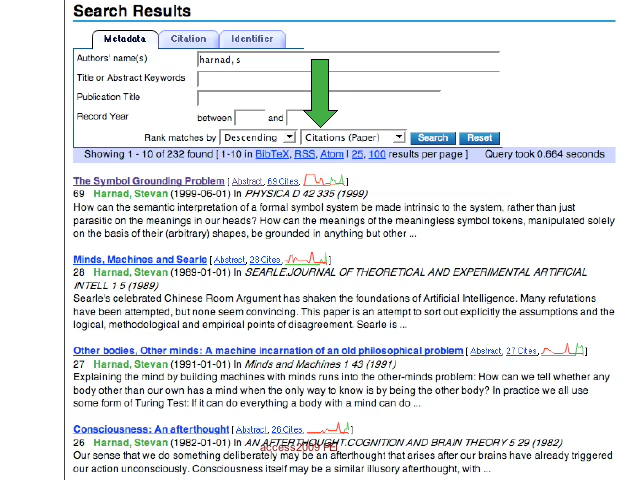 Search Results
Metadata Citation Identifier
Authors' name(s) harnad, s
Title or Abstract Keywords
Publication Title
Record Year between and
Rank matches by Descending Citations (Paper) Search Reset
Showing 1 - 10 of 232 found [ 1-10 in BibTeX, RSS, Atom | 25, 100 results per page ] Query took 0.664 seconds
The Symbol Grounding Problem [ Abstract, 69 Cites, ]
69 Harnad, Stevan (1999-06-01) In PHYSICA D 42 335 (1999)
How can the semantic interpretation of a formal symbol system be made intrinsic to the system, rather than just
parasitic on the meanings in our heads? How can the meanings of the meaningless symbol tokens, manipulated solely
on the basis of their (arbitrary) shapes, be grounded in anything but other ...
Minds, Machines and Searle [ Abstract, 28 Cites, ]
28 Harnad, Stevan (1989-01-01) In SEARLE.JOURNAL OF THEORETICAL AND EXPERIMENTAL ARTIFICIAL
INTELL 1 5 (1989)
Searle's celebrated Chinese Room Argument has shaken the foundations of Artificial Intelligence. Many refutations
have been attempted, but none seem convincing. This paper is an attempt to sort out explicitly the assumptions and the
logical, methodological and empirical points of disagreement. Searle is ...
Other bodies, Other minds: A machine incarnation of an old philosophical problem [ Abstract, 27 Cites, ]
27 Harnad, Stevan (1991-01-01) In Minds and Machines 1 43 (1991)
Explaining the mind by building machines with minds runs into the other-minds problem: How can we tell whether any
body other than our own has a mind when the only way to know is by being the other body? In practice we all use
some form of Turing Test: If it can do everything a body with a mind can do ...
Consciousness: An afterthought [ Abstract, 26 Cites, ]
26 Harnad, Stevan (1982-01-01) In AN AFTERTHOUGHT.COGNITION AND BRAIN THEORY 5 29 (1982)
access2009 PEI
Our sense that we do something deliberately may be an afterthought that arises after our brains have already triggered
our action unconsciously. Consciousness itself may be a similar illusory afterthought, with ...